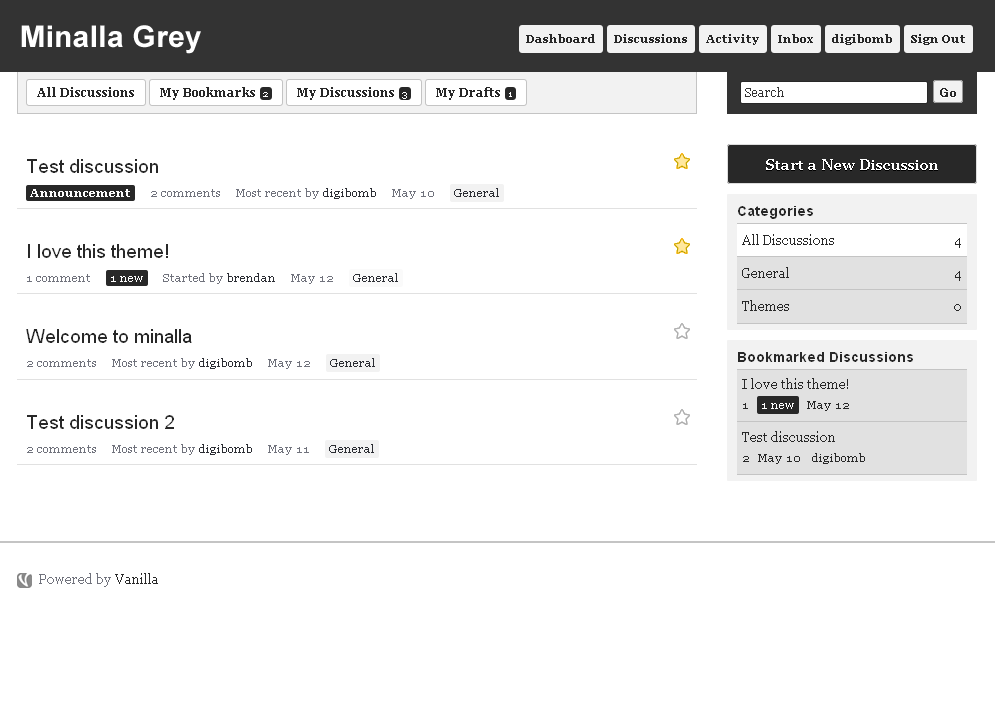 Minalla Grey
Dashboard Discussions Activity Inbox digibomb Sign Out
All Discussions My Bookmarks 2 My Discussions 3 My Drafts 1
Search Go
Test discussion
Announcement 2 comments Most recent by digibomb May 10 General
I love this theme!
1 comment 1 new Started by brendan May 12 General
Welcome to minalla
2 comments Most recent by digibomb May 12 General
Test discussion 2
2 comments Most recent by digibomb May 11 General
Start a New Discussion
Categories
All Discussions 4
General 4
Themes 0
Bookmarked Discussions
I love this theme!
1 1 new May 12
Test discussion
2 May 10 digibomb
Powered by Vanilla